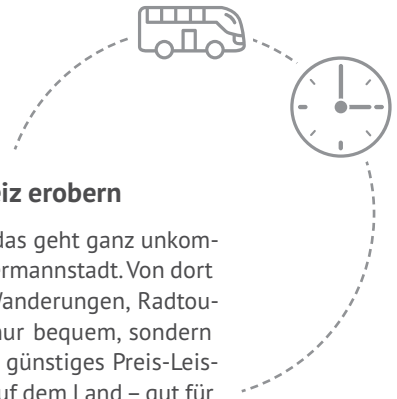 iz erobern
das geht ganz unkom-
ermannstadt. Von dort
Wanderungen, Radtou-
nur bequem, sondern
günstiges Preis-Leis-
uf dem Land – gut für